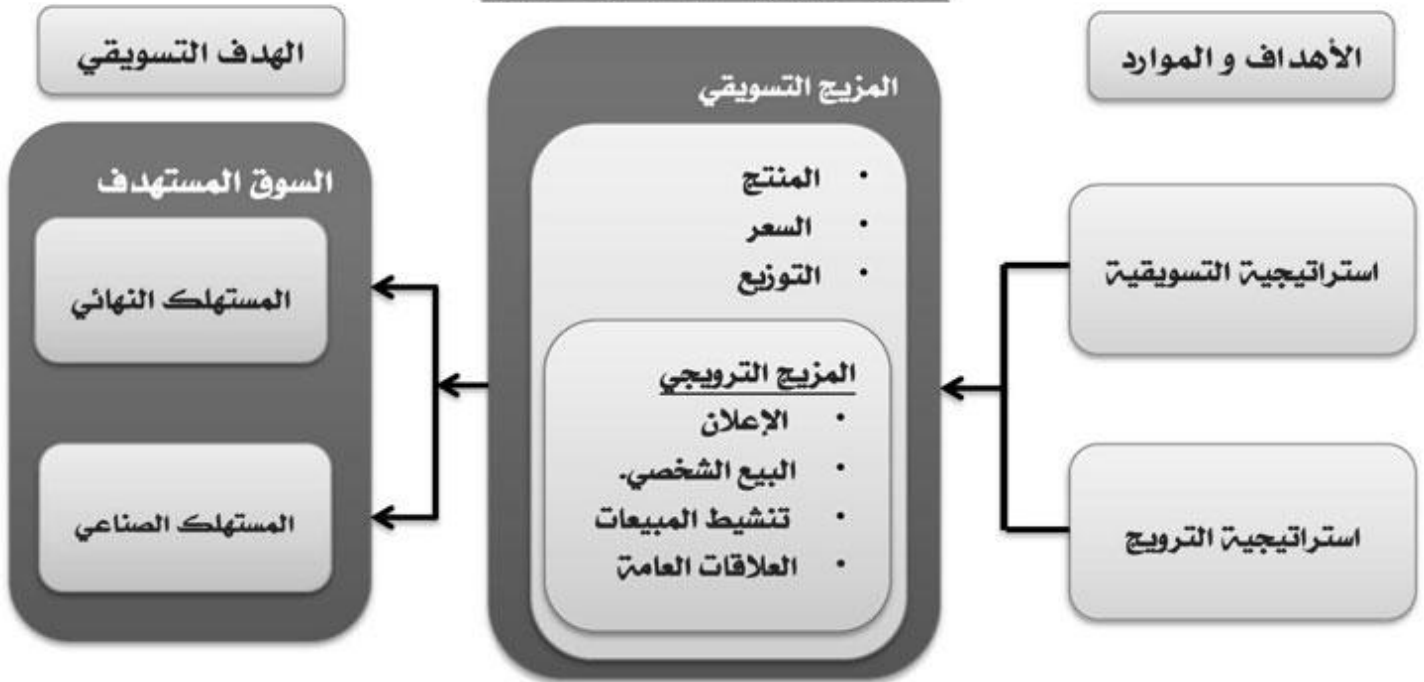 الأهداف و الموارد
استراتيجية التسويقية
استراتيجية الترويج
المزيج التسويقي
• المنتج
• السعر
• التوزيع
المزيج الترويجي
• الإعلان
• البيع الشخصي.
• تنشيط المبيعات
• العلاقات العامة
الهدف التسويقي
السوق المستهدف
المستهلك النهائي
المستهلك الصناعي